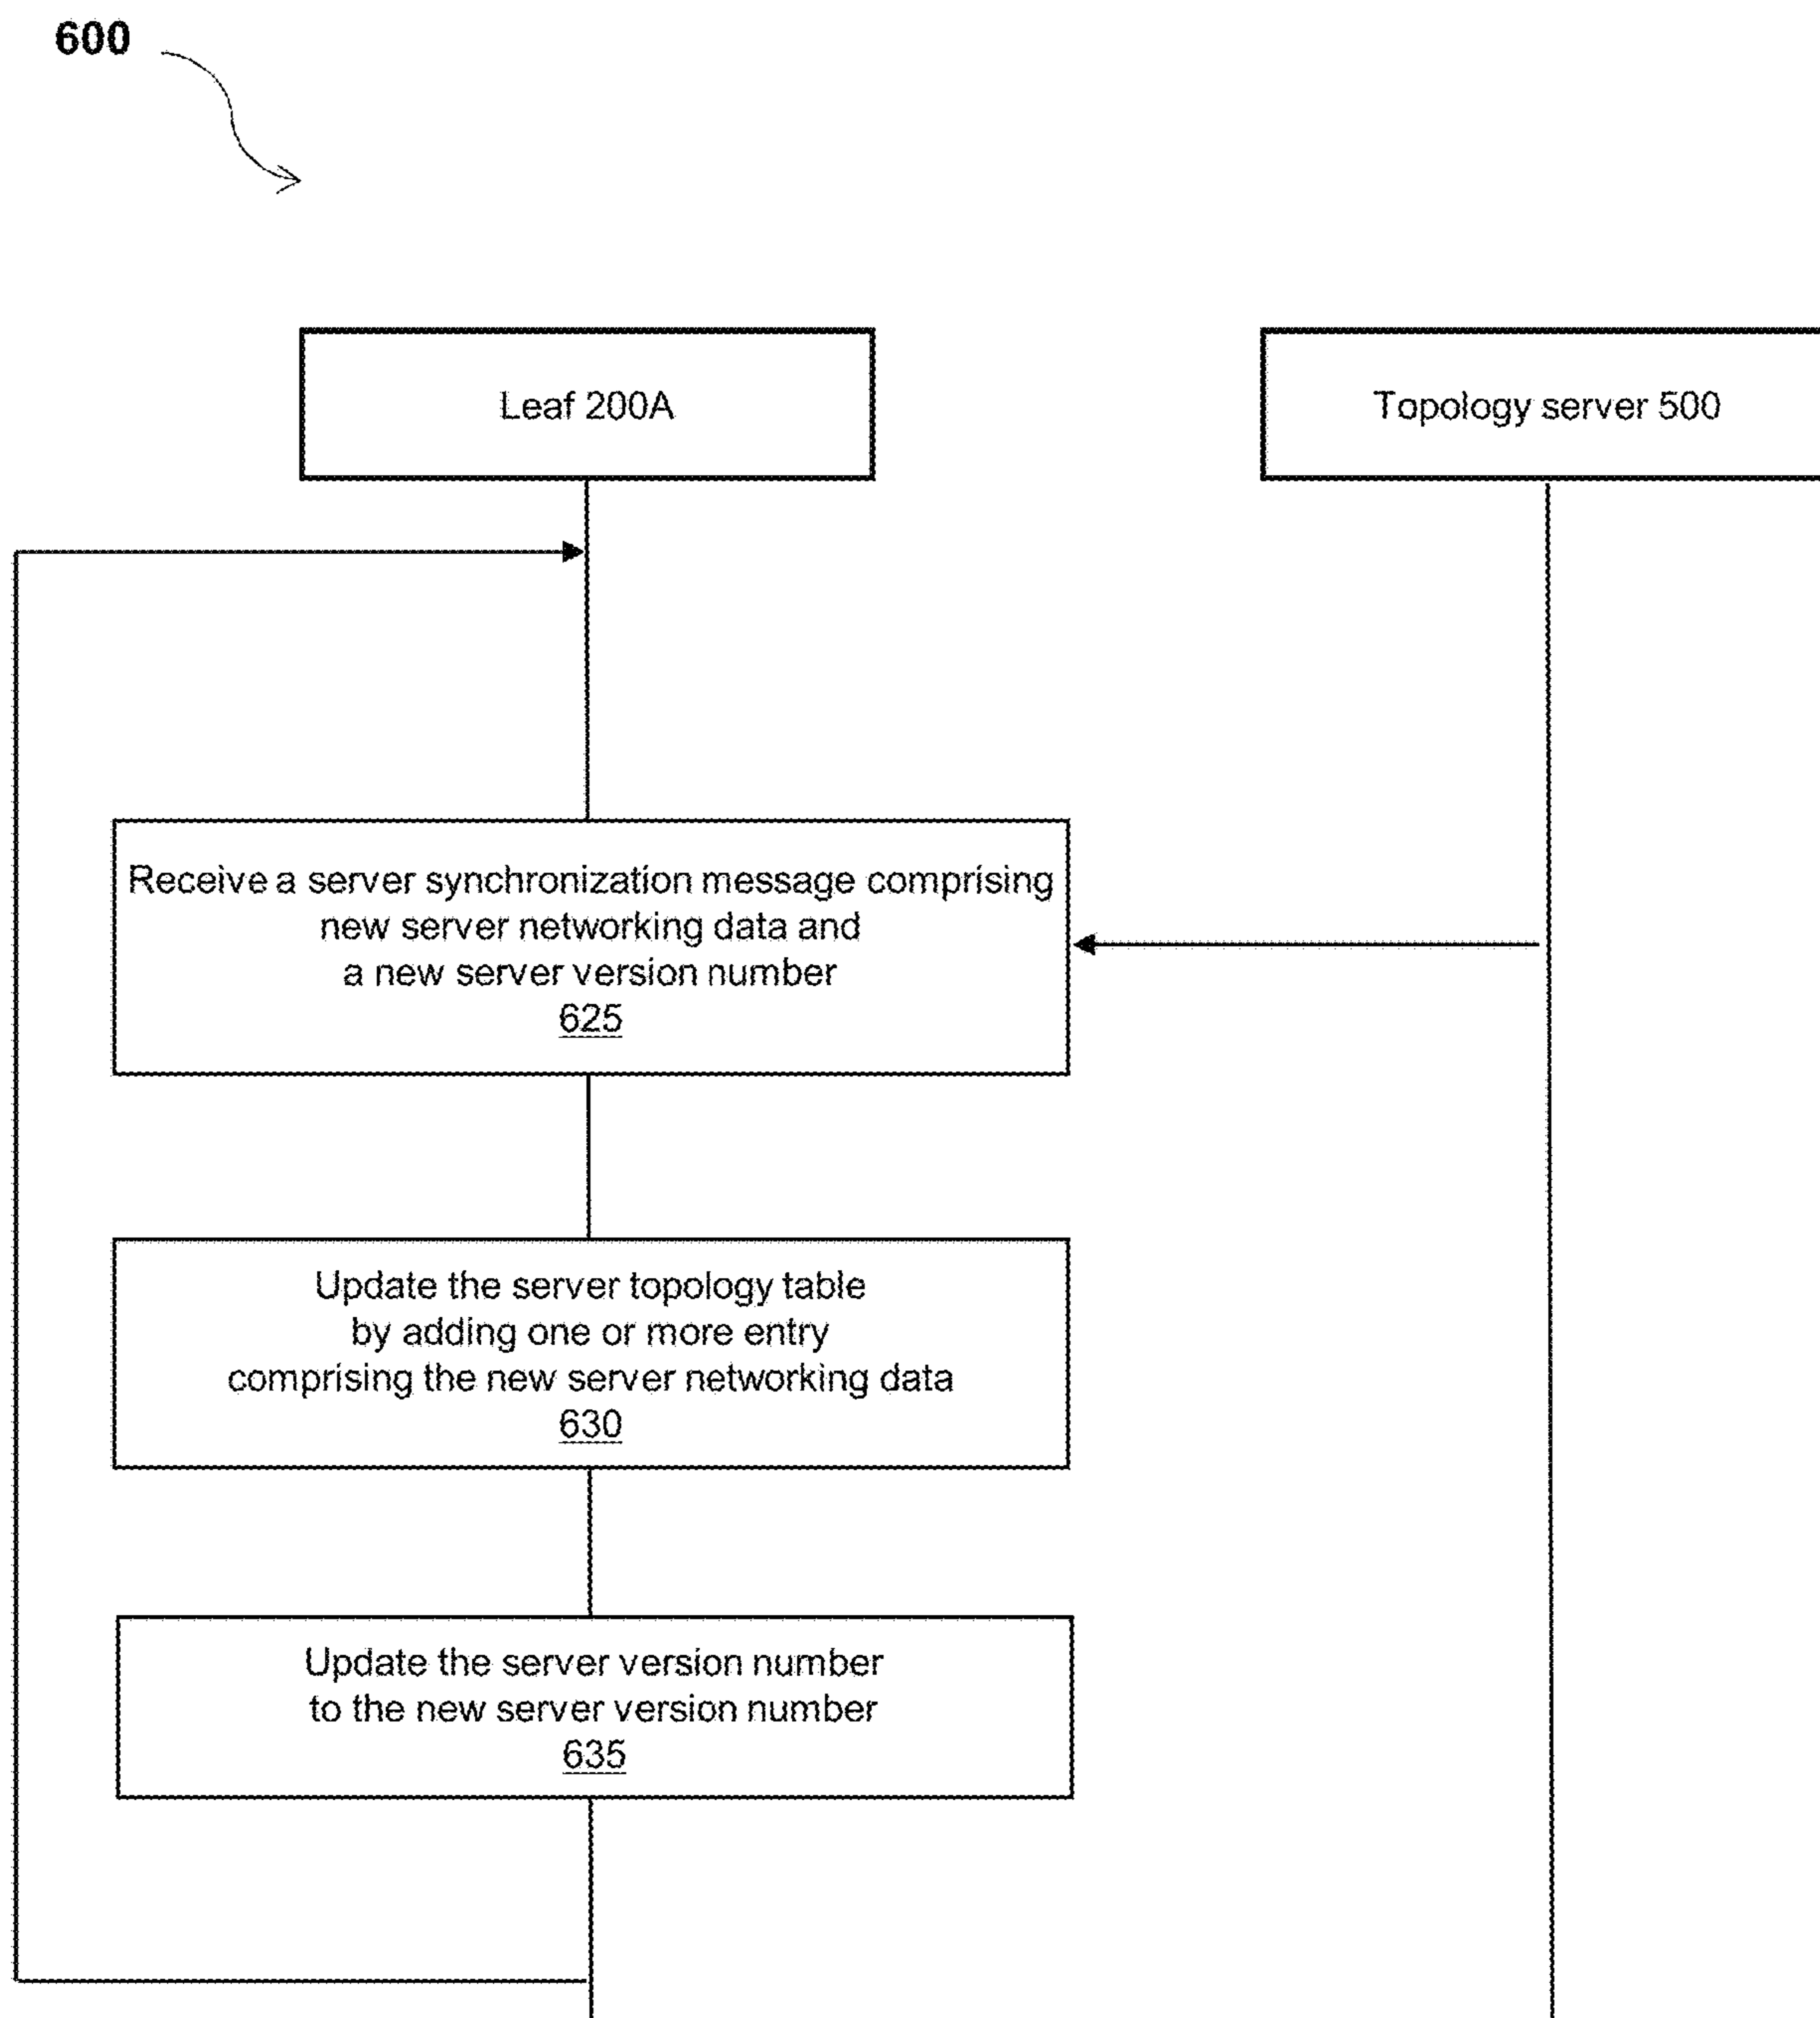 600
Leaf 200A
Topology server 500
Receive a server synchronization message comprising
new server networking data and
a new server version number
625
Update the server topology table
by adding one or more entry
comprising the new server networking data
630
Update the server version number
to the new server version number
635